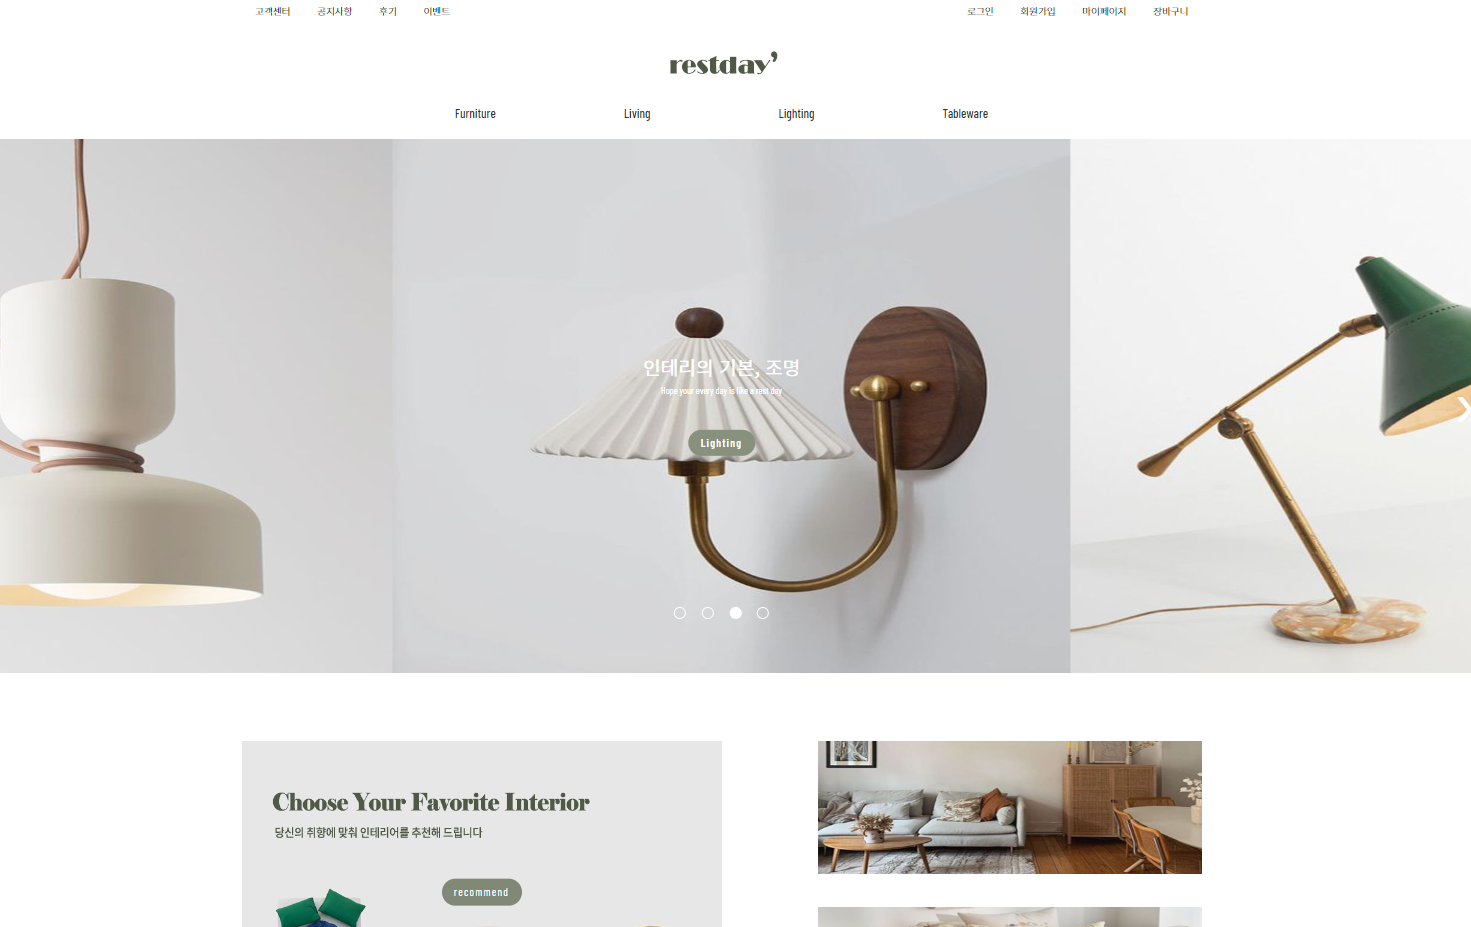 고객센터 공지사항 후기 이벤트 로그인 회원가입 마이페이지 장바구니
restday’
Furniture Living Lighting Tableware
인테리의 기본, 조명
Hope your every day is like a rest day
Lighting
Choose Your Favorite Interior
당신의 취향에 맞춰 인테리어를 추천해 드립니다
recommend